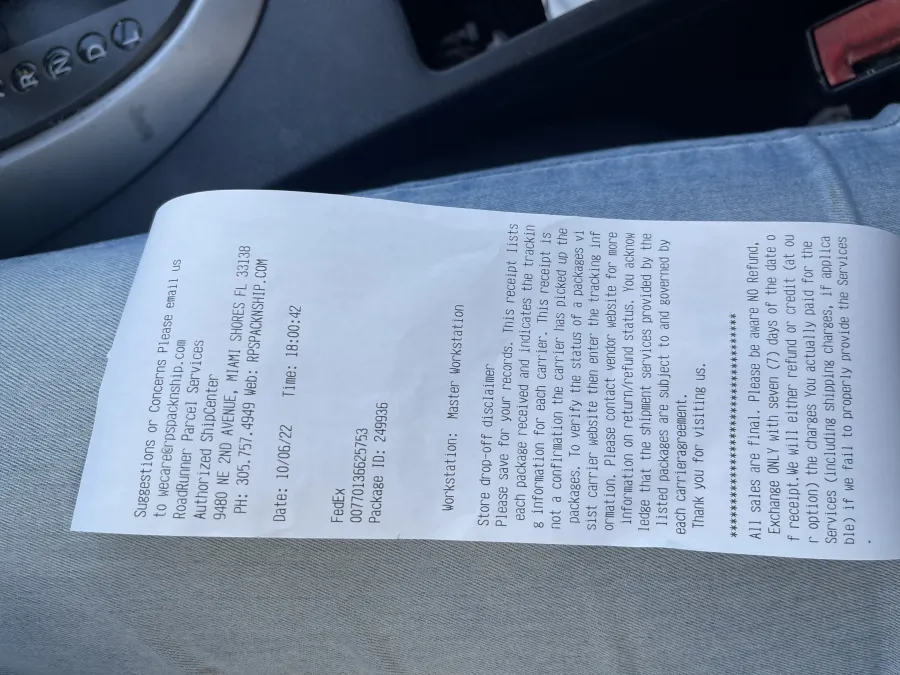 R
N
D
L
Suggestions or Concerns Please email us
to wecare@rpspacknship.com
RoadRunner Parcel Services
Authorized ShipCenter
9480 NE 2ND AVENUE, MIAMI SHORES FL 33138
PH: 305.757.4949 Web: RPSPACKNSHIP.COM
Date: 10/06/22 Time: 18:00:42
FedEx
00770136625753
Package ID: 249936
Workstation: Master Workstation
Store drop-off disclaimer
Please save for your records. This receipt lists
each package received and indicates the trackin
g information for each carrier. This receipt is
not a confirmation the carrier has picked up the
packages. To verify the status of a packages vi
sist carrier website then enter the tracking inf
ormation. Please contact vendor website for more
information on return/refund status. You acknow
ledge that the shipment services provided by the
listed packages are subject to and governed by
each carrieragreement.
Thank you for visiting us.
****************************************
All sales are final. Please be aware NO Refund,
Exchange ONLY with seven (7) days of the date o
f receipt.We will either refund or credit (at ou
r option) the charges You actually paid for the
Services (including shipping charges, if applica
ble) if we fail to properly provide the Services
.